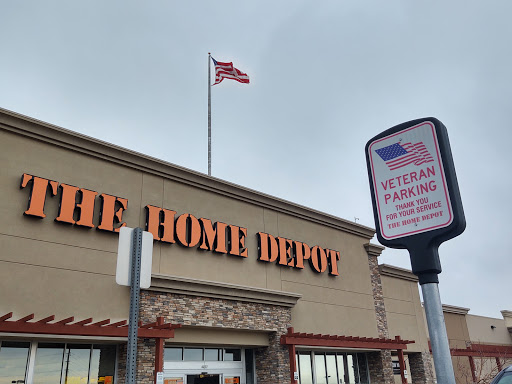 THE HOME DEPOT
VETERAN
PARKING
THANK YOU
FOR YOUR SERVICE
THE HOME DEPOT